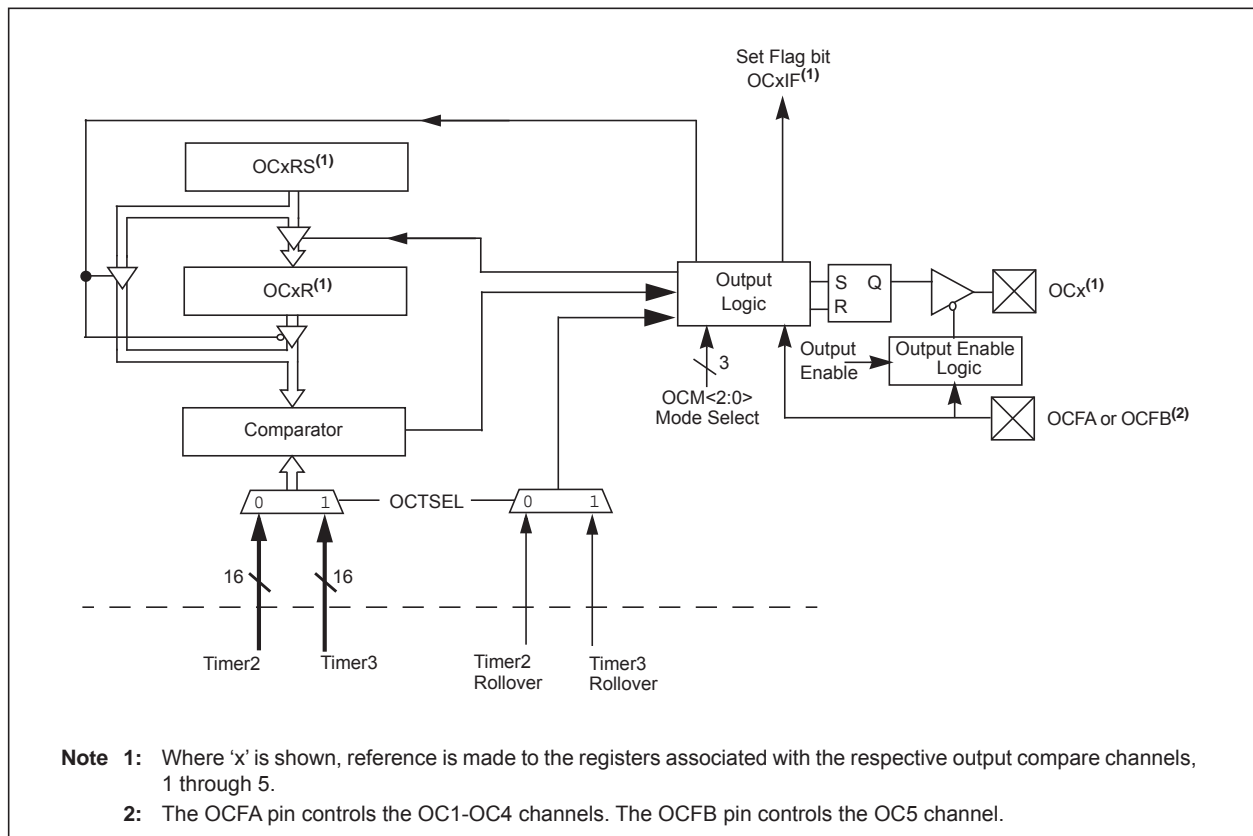 Set Flag bit
OCxIF(1)
OCxRS(1)
OCxR(1)
Output
Logic
S Q
R
OCx(1)
Output
Enable
Output Enable
Logic
3
OCM<2:0>
Mode Select
OCFA or OCFB(2)
Comparator
0 1
OCTSEL
0 1
16 16
Timer2
Timer3
Timer2
Rollover
Timer3
Rollover
Note 1: Where ‘x’ is shown, reference is made to the registers associated with the respective output compare channels,
1 through 5.
2: The OCFA pin controls the OC1-OC4 channels. The OCFB pin controls the OC5 channel.